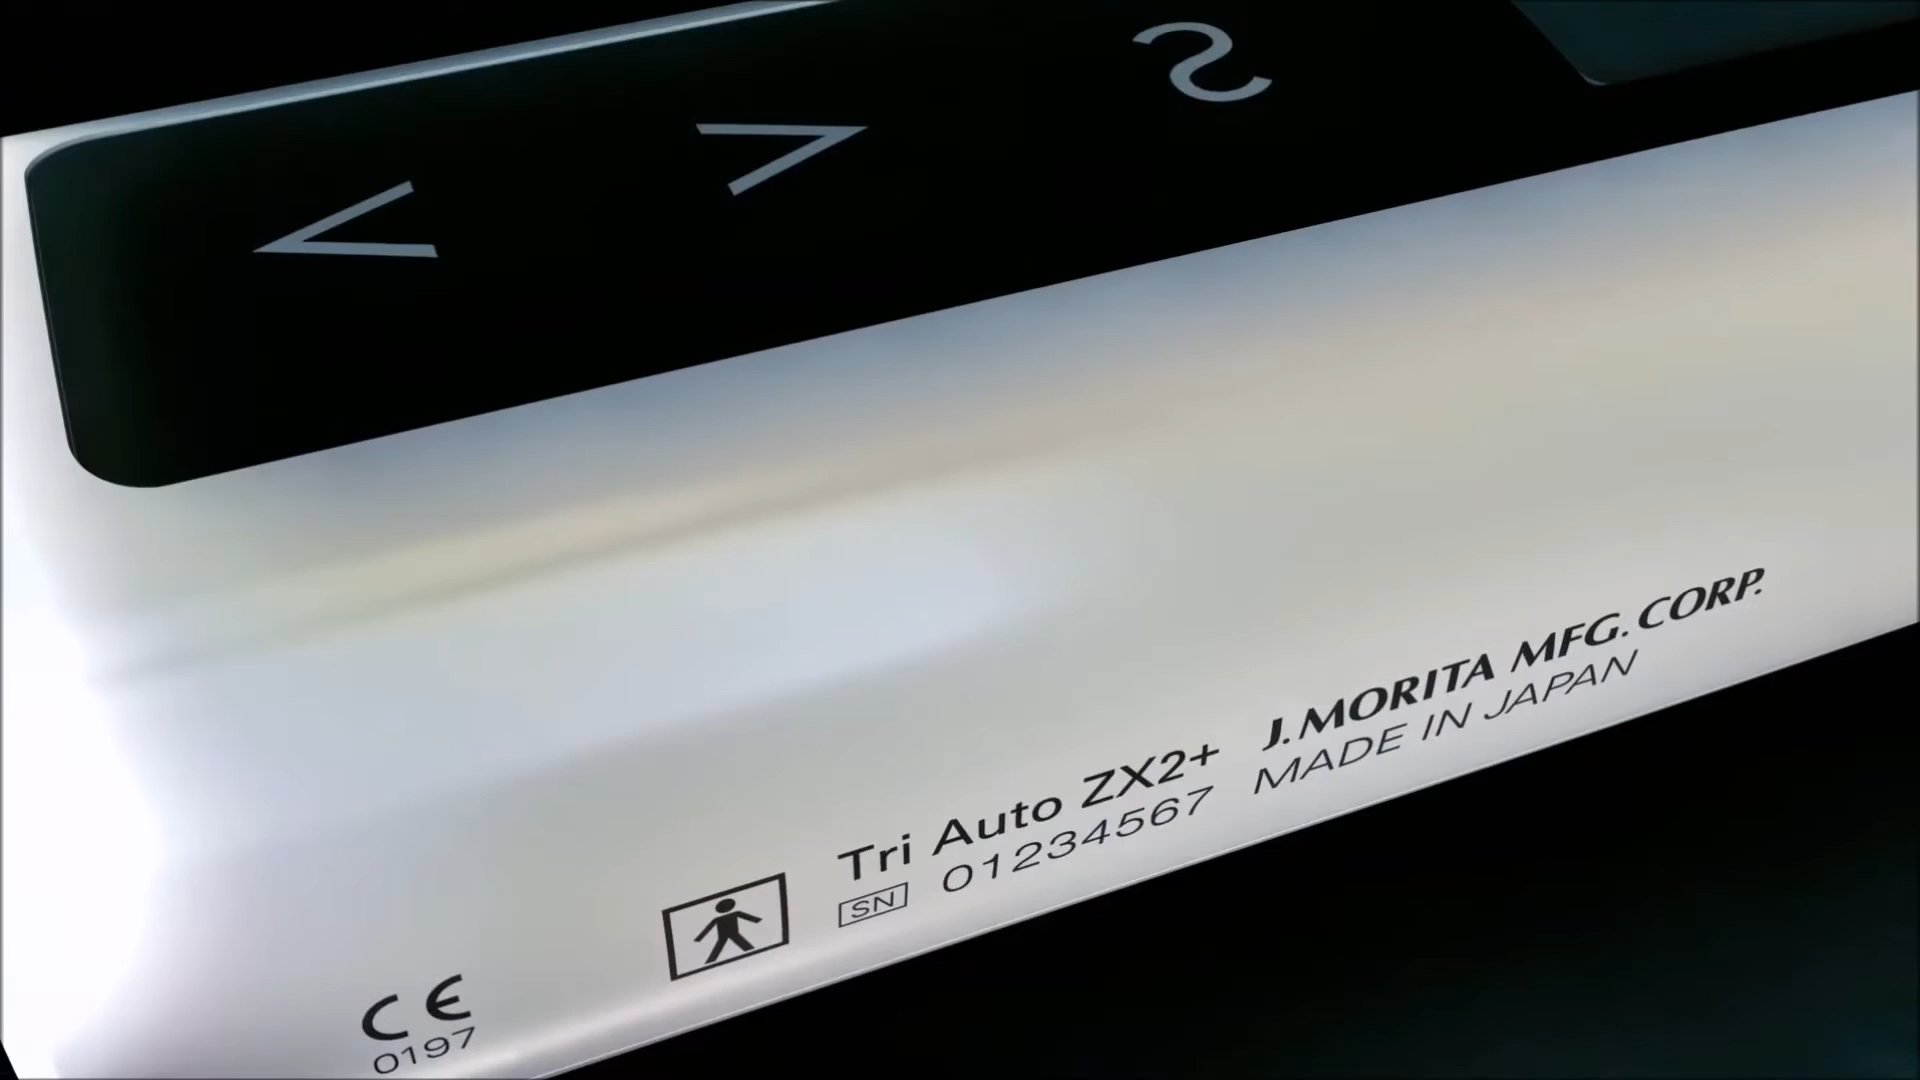 S
Tri Auto ZX2+
SN 01234567
J. MORITA MFG. CORP.
MADE IN JAPAN
CE
0197